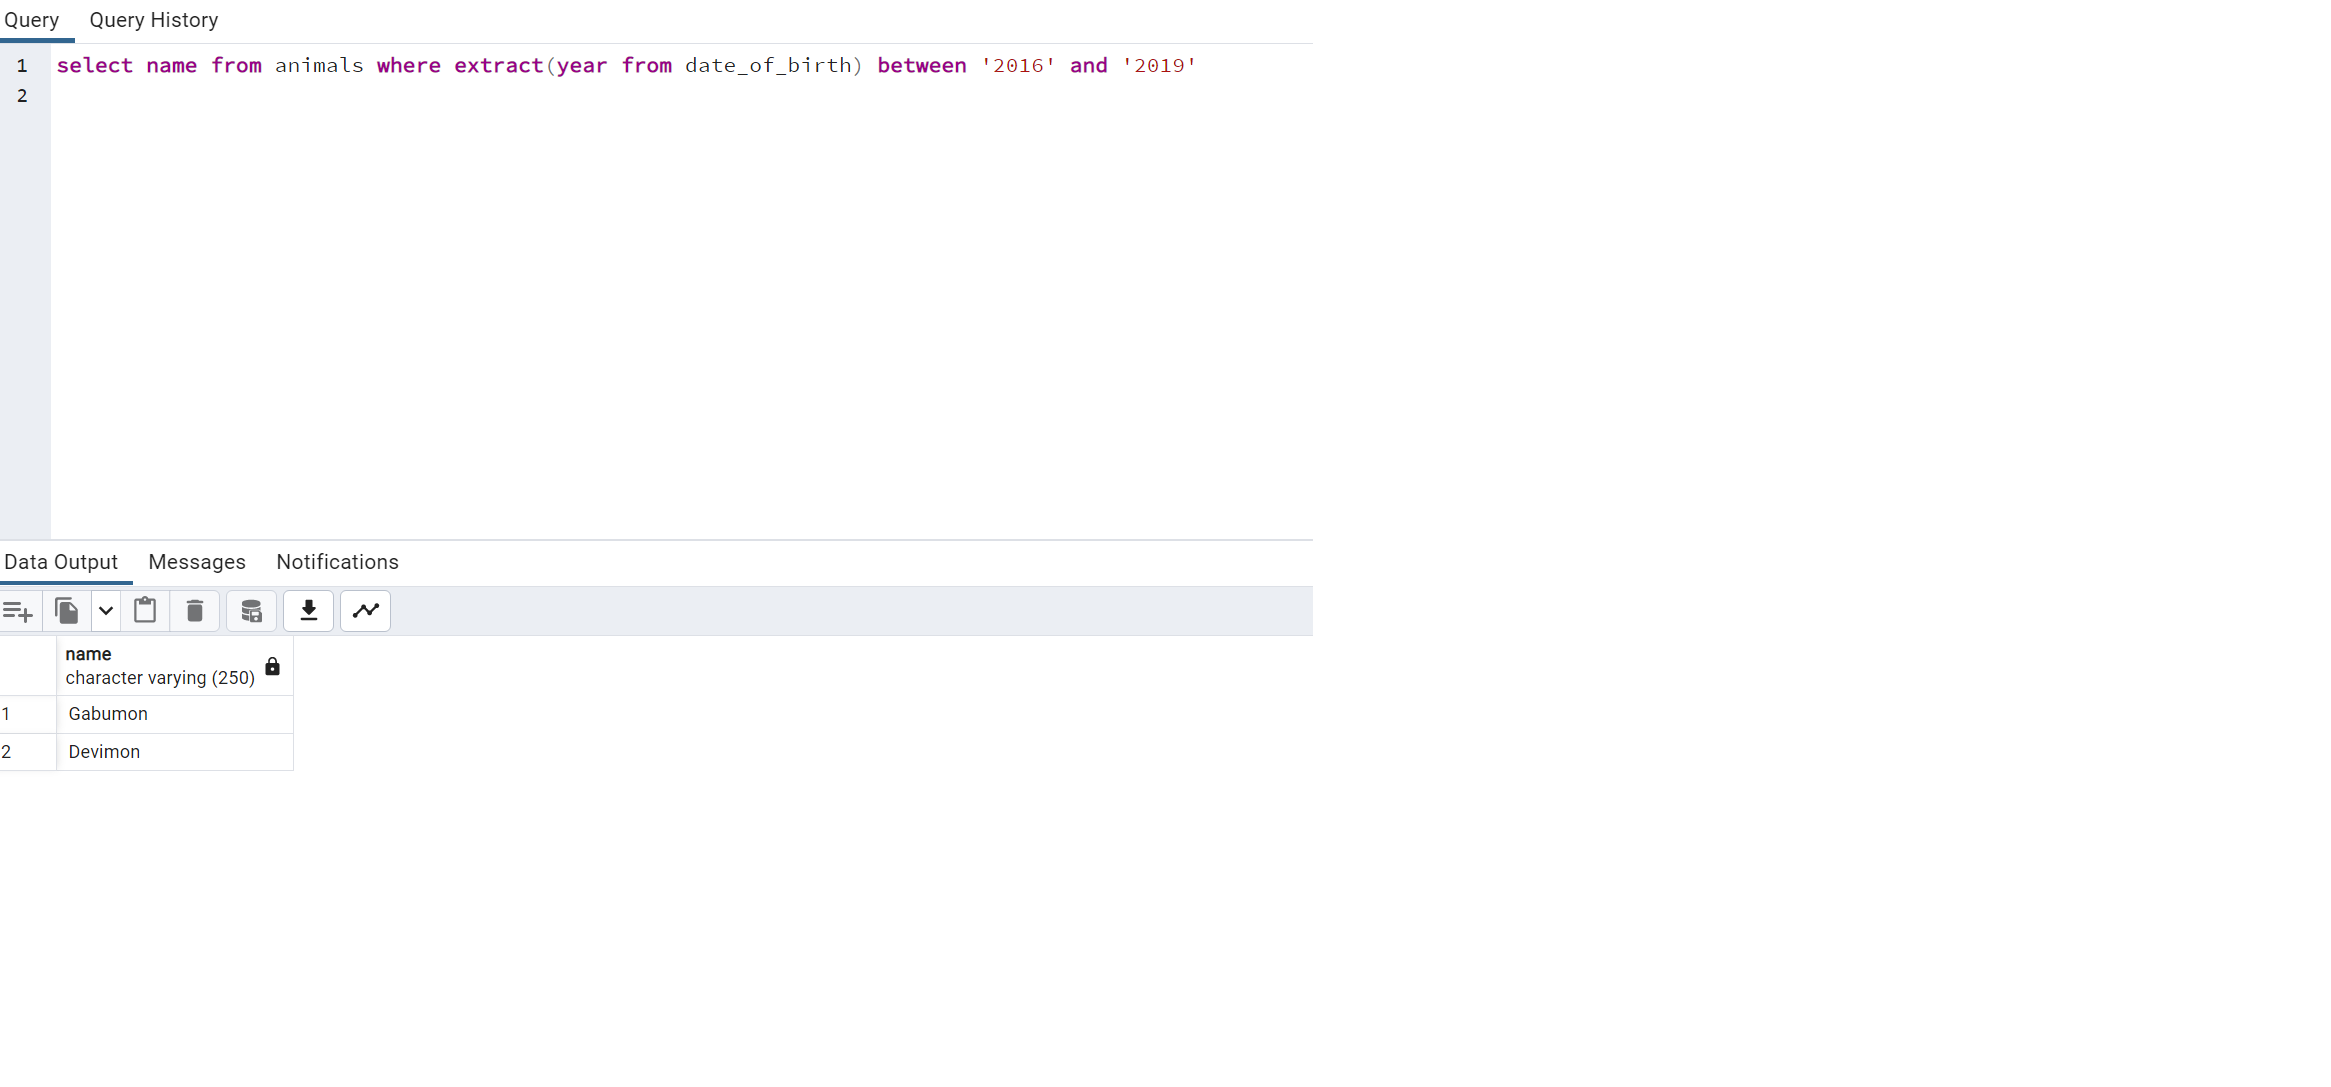 Query Query History
1 select name from animals where extract(year from date_of_birth) between '2016' and '2019'
2
Data Output Messages Notifications
name
character varying (250)
1 Gabumon
2 Devimon